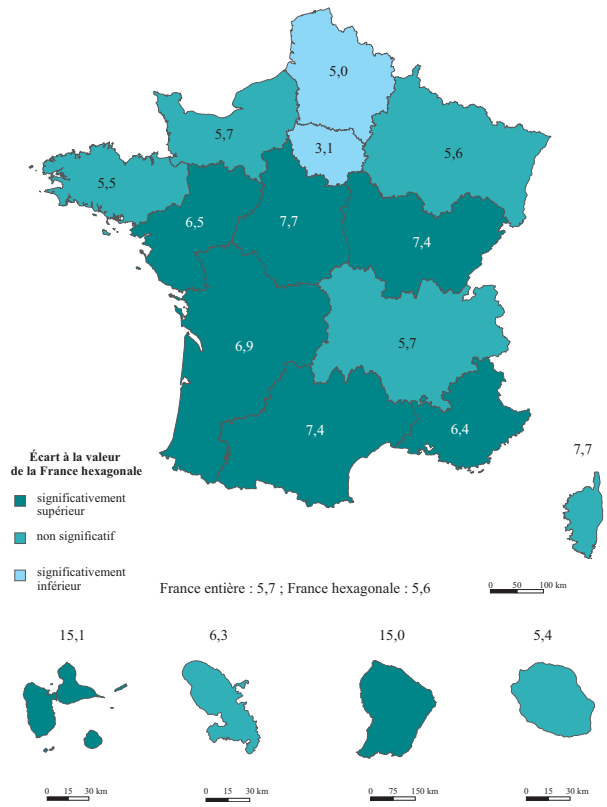 5,0
5,7
3,1
5,6
5,5
6,5
7,7
7,4
6,9
5,7
7,4
6,4
7,7
Écart à la valeur
de la France hexagonale
significativement
supérieur
non significatif
significativement
inférieur
France entière : 5,7 ; France hexagonale : 5,6
0 50 100 km
15,1
6,3
15,0
5,4
0 15 30 km
0 15 30 km
0 75 150 km
0 15 30 km